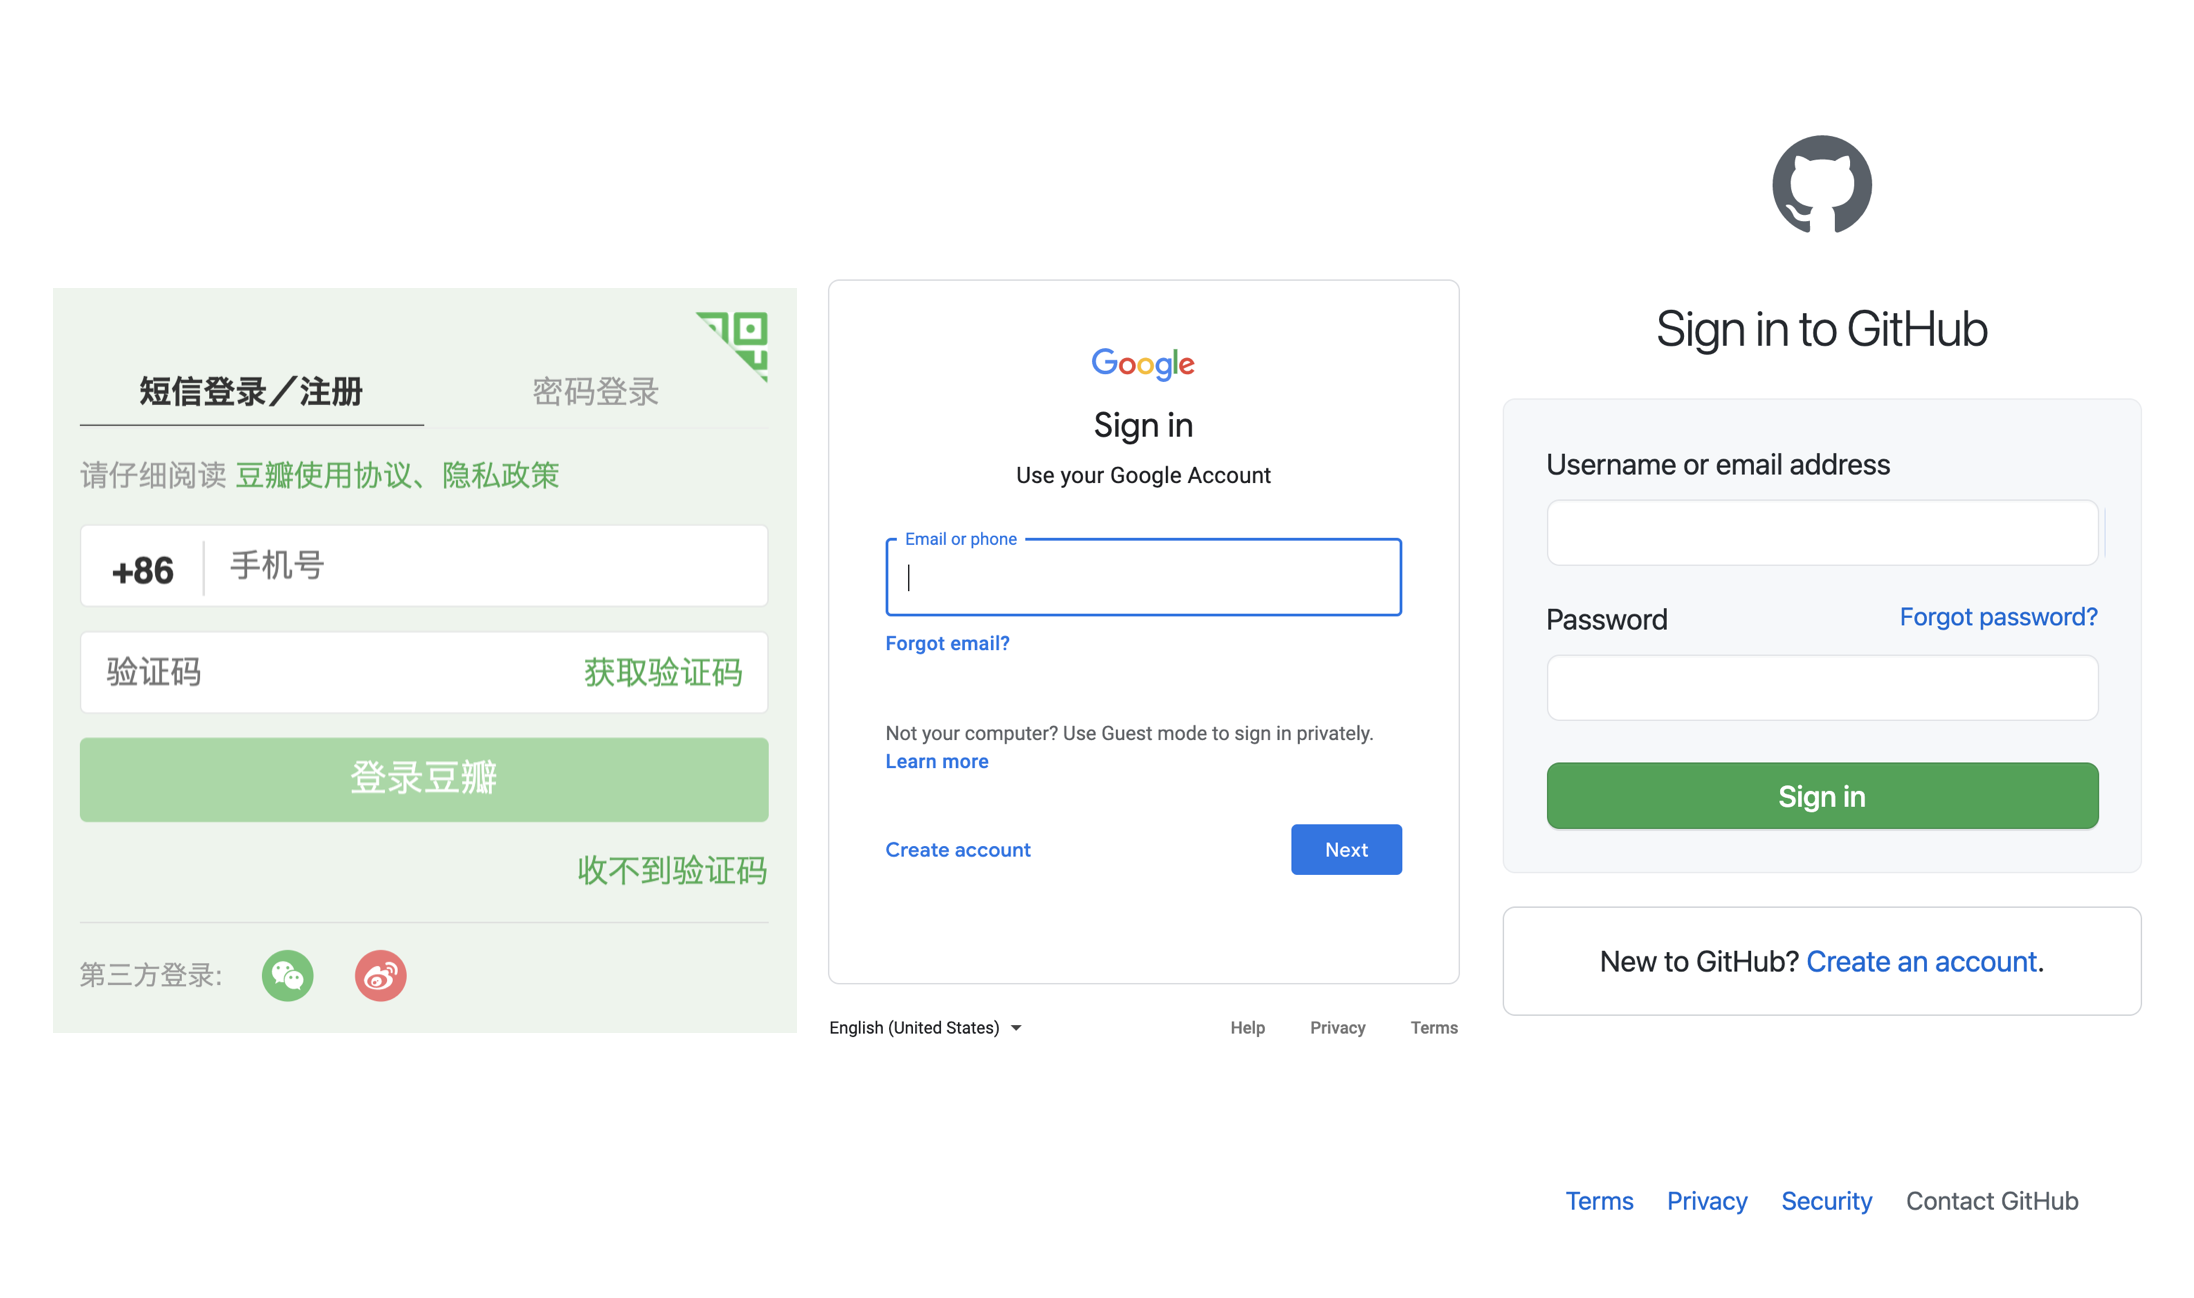 短信登录／注册
密码登录
请仔细阅读 豆瓣使用协议、隐私政策
+86
手机号
验证码
获取验证码
登录豆瓣
收不到验证码
第三方登录:
Google
Sign in
Use your Google Account
Email or phone
Forgot email?
Not your computer? Use Guest mode to sign in privately.
Learn more
Create account
Next
English (United States)
Help
Privacy
Terms
Sign in to GitHub
Username or email address
Password
Forgot password?
Sign in
New to GitHub? Create an account.
Terms
Privacy
Security
Contact GitHub